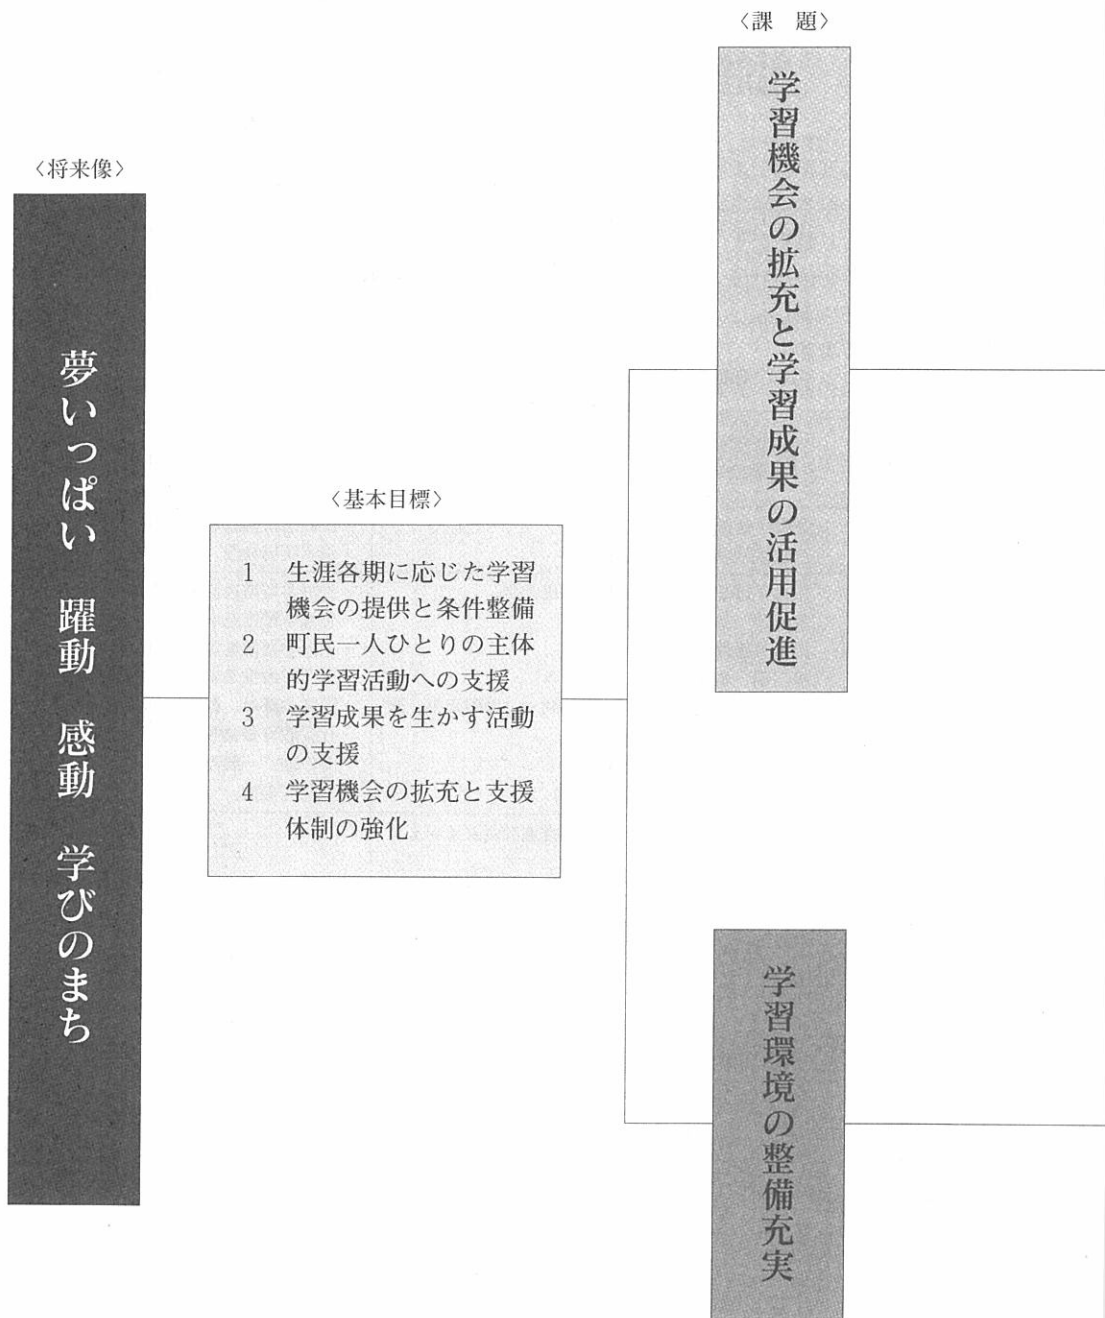 〈将来像〉
夢いっぱい　躍動　感動　学びのまち
〈基本目標〉
1　生涯各期に応じた学習
機会の提供と条件整備
2　町民一人ひとりの主体
的学習活動への支援
3　学習成果を生かす活動
の支援
4　学習機会の拡充と支援
体制の強化
〈課　題〉
学習機会の拡充と学習成果の活用促進
学習環境の整備充実